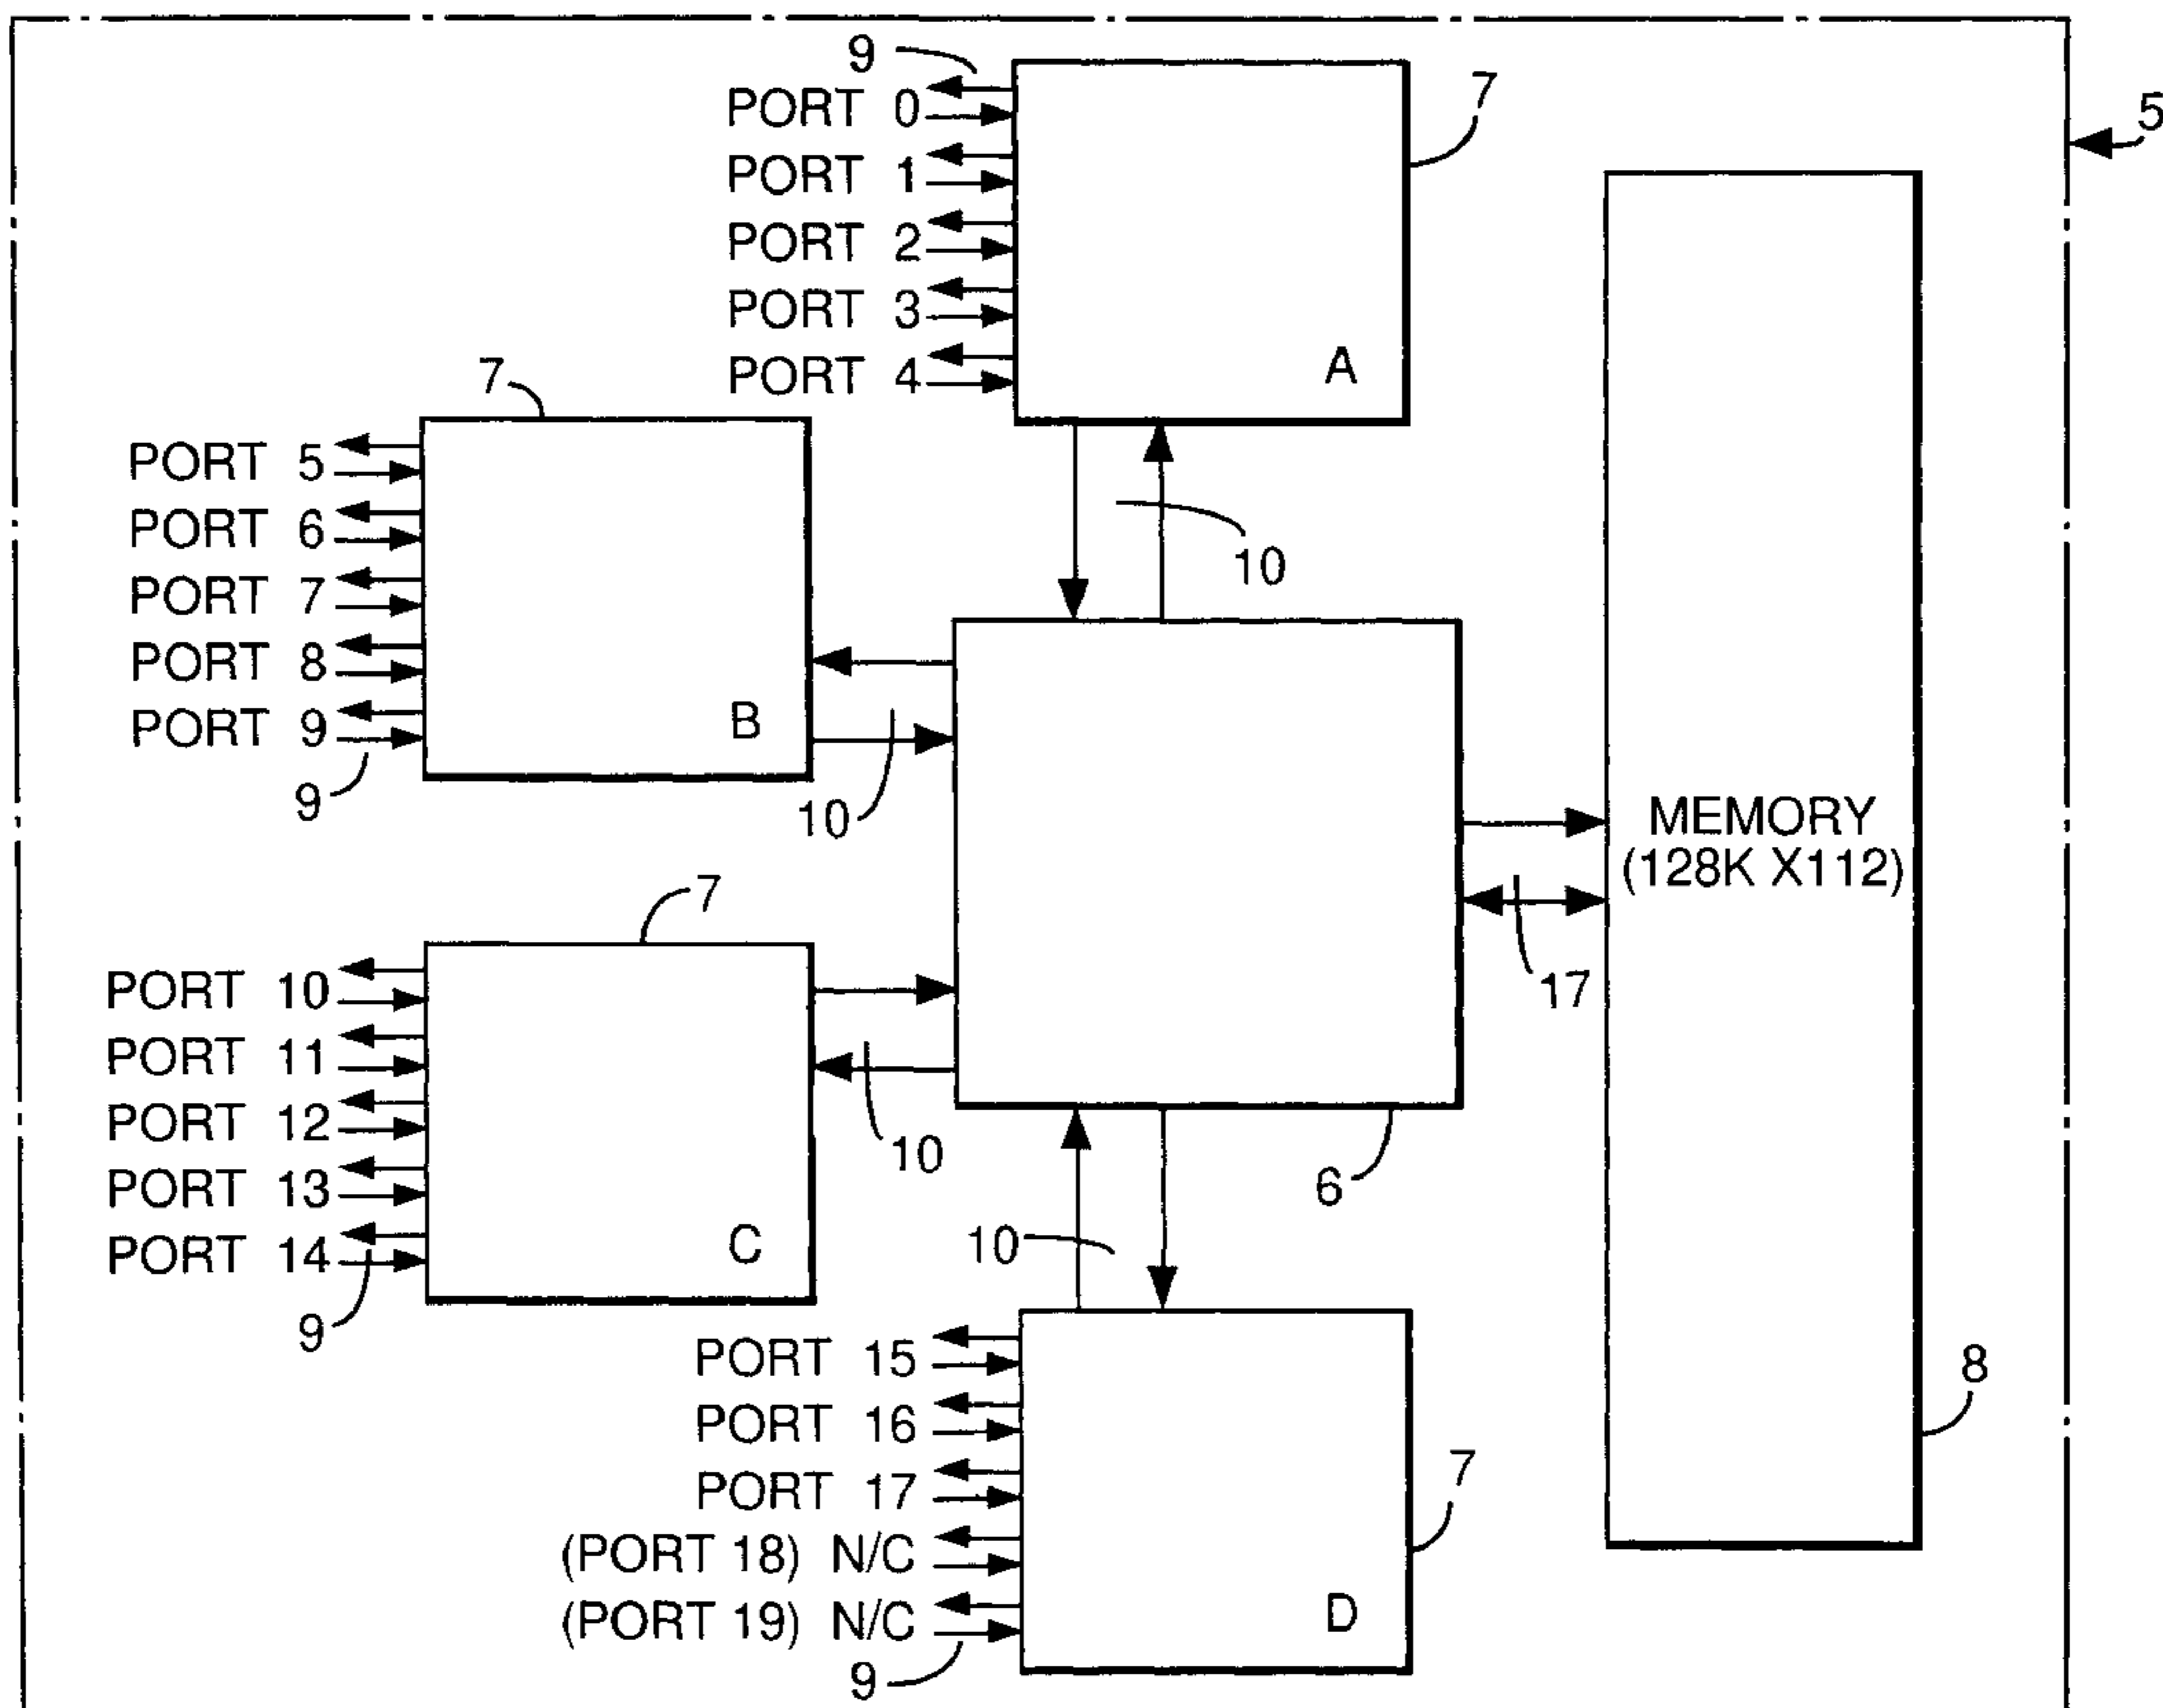 9
PORT 0
7
5
PORT 1
PORT 2
PORT 3
PORT 4
A
7
PORT 5
PORT 6
10
PORT 7
PORT 8
PORT 9
B
9
10
MEMORY
(128K X112)
7
PORT 10
17
PORT 11
PORT 12
10
PORT 13
6
PORT 14
C
10
9
PORT 15
8
PORT 16
PORT 17
7
(PORT 18) N/C
(PORT 19) N/C
D
9